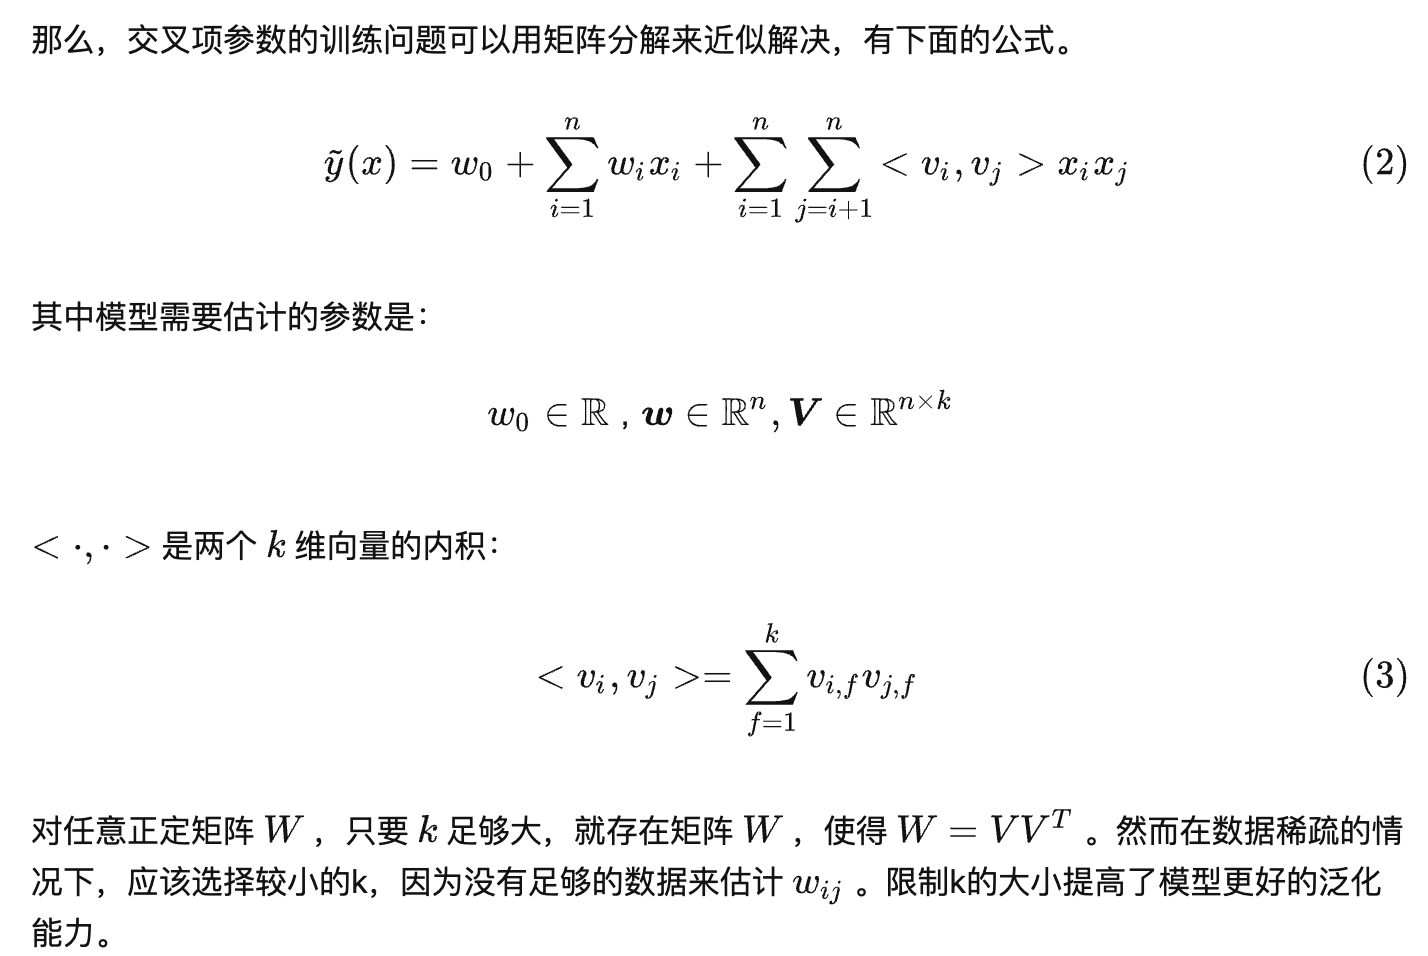 那么，交叉项参数的训练问题可以用矩阵分解来近似解决，有下面的公式。
$\tilde{y}(x) = w_0 + \sum_{i=1}^{n} w_i x_i + \sum_{i=1}^{n} \sum_{j=i+1}^{n} < v_i, v_j > x_i x_j$ (2)
其中模型需要估计的参数是：
$w_0 \in \mathbb{R}$ , $\boldsymbol{w} \in \mathbb{R}^n, \boldsymbol{V} \in \mathbb{R}^{n \times k}$
$< \cdot, \cdot >$ 是两个 $k$ 维向量的内积：
$< v_i, v_j >= \sum_{f=1}^{k} v_{i,f} v_{j,f}$ (3)
对任意正定矩阵 $W$ ，只要 $k$ 足够大，就存在矩阵 $W$ ，使得 $W = VV^T$ 。然而在数据稀疏的情
况下，应该选择较小的k，因为没有足够的数据来估计 $w_{ij}$ 。限制k的大小提高了模型更好的泛化
能力。